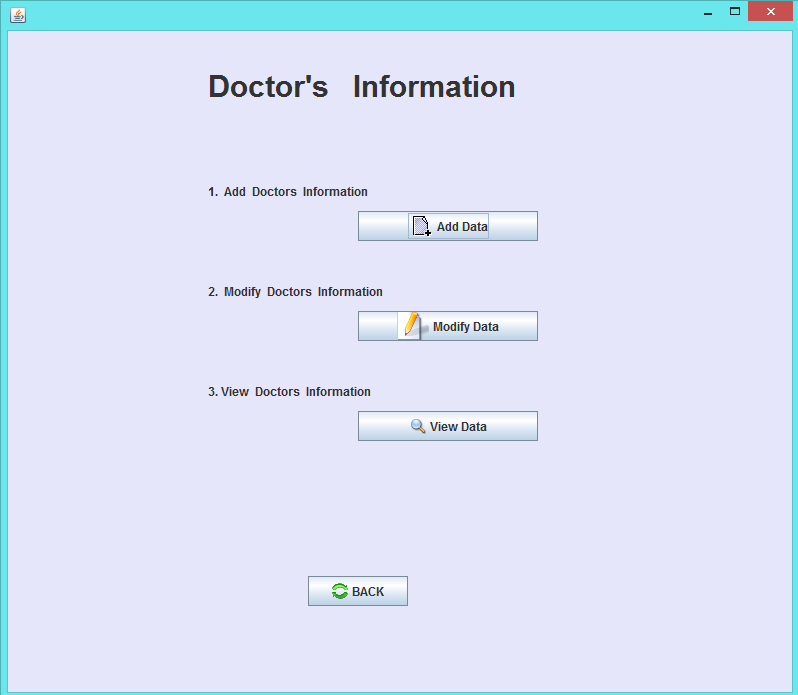 Doctor's Information
1. Add Doctors Information
Add Data
2. Modify Doctors Information
Modify Data
3. View Doctors Information
View Data
BACK